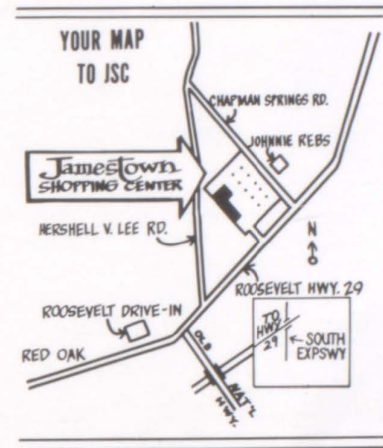 YOUR MAP
TO JSC
CHAPMAN SPRINGS RD.
JOHNNIE REBS
Jamestown
SHOPPING CENTER
HERSHELL V. LEE RD.
N
ROOSEVELT HWY. 29
ROOSEVELT DRIVE-IN
RED OAK
OLD
NAT'L
HWY.
TO
HWY
29
SOUTH
EXPSWY